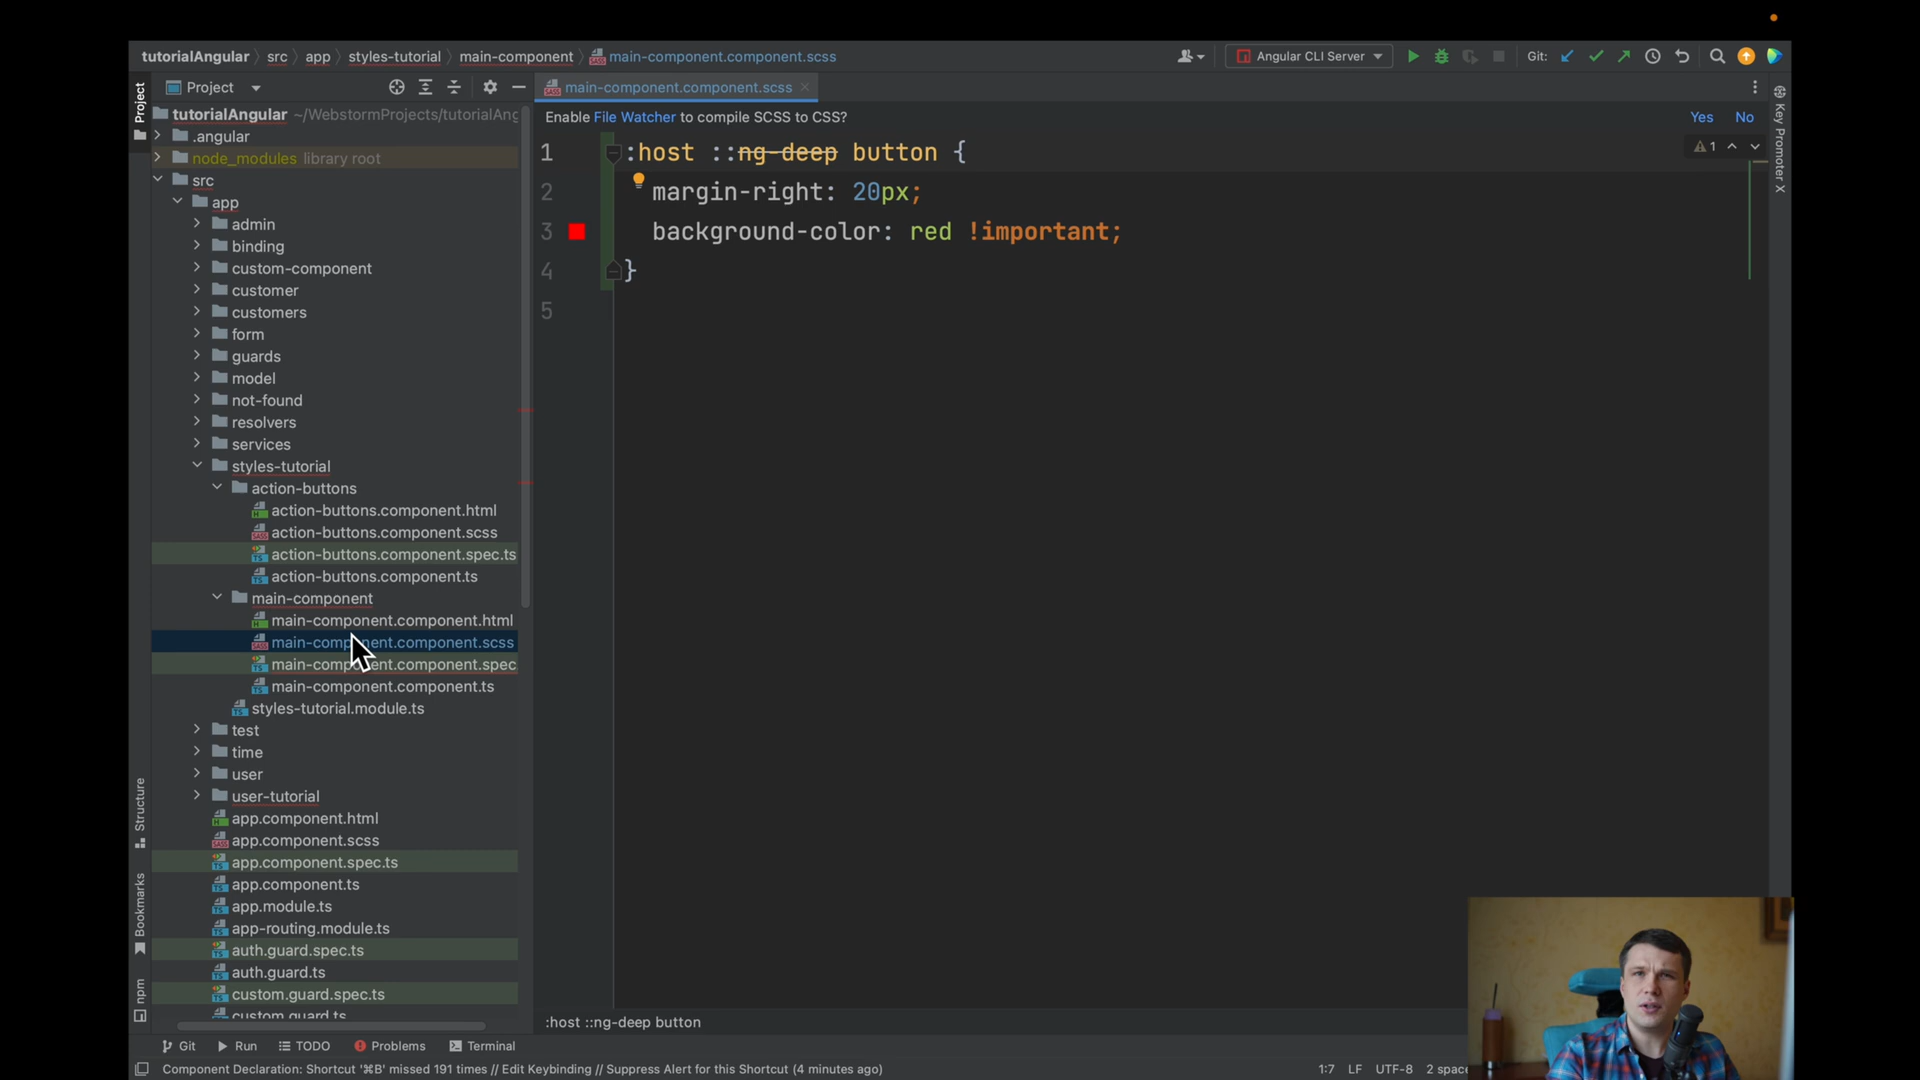 tutorialAngular src app styles-tutorial main-component main-component.component.scss Angular CLI Server Git:
Project main-component.component.scss
tutorialAngular ~/WebstormProjects/tutorialAng
Enable File Watcher to compile SCSS to CSS? Yes No
.angular
node_modules library root
src
app
admin
binding
custom-component
customer
customers
form
guards
model
not-found
resolvers
services
styles-tutorial
action-buttons
action-buttons.component.html
action-buttons.component.scss
action-buttons.component.spec.ts
action-buttons.component.ts
main-component
main-component.component.html
main-component.component.scss
main-component.component.spec
main-component.component.ts
styles-tutorial.module.ts
test
time
user
user-tutorial
app.component.html
app.component.scss
app.component.spec.ts
app.component.ts
app.module.ts
app-routing.module.ts
auth.guard.spec.ts
auth.guard.ts
custom.guard.spec.ts
custom.guard.ts
1 :host ::ng-deep button {
2 margin-right: 20px;
3 background-color: red !important;
4 }
5
1
:host ::ng-deep button
Project
Structure
Bookmarks
npm
Key Promoter X
Git Run TODO Problems Terminal
Component Declaration: Shortcut '⌘B' missed 191 times // Edit Keybinding // Suppress Alert for this Shortcut (4 minutes ago) 1:7 LF UTF-8 2 space